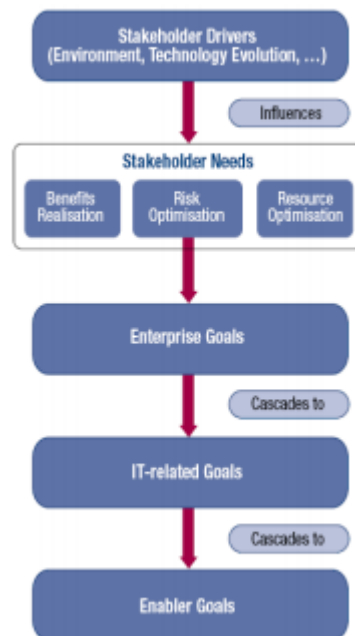 Stakeholder Drivers
(Environment, Technology Evolution, …)
Influences
Stakeholder Needs
Benefits
Realisation
Risk
Optimisation
Resource
Optimisation
Enterprise Goals
Cascades to
IT-related Goals
Cascades to
Enabler Goals